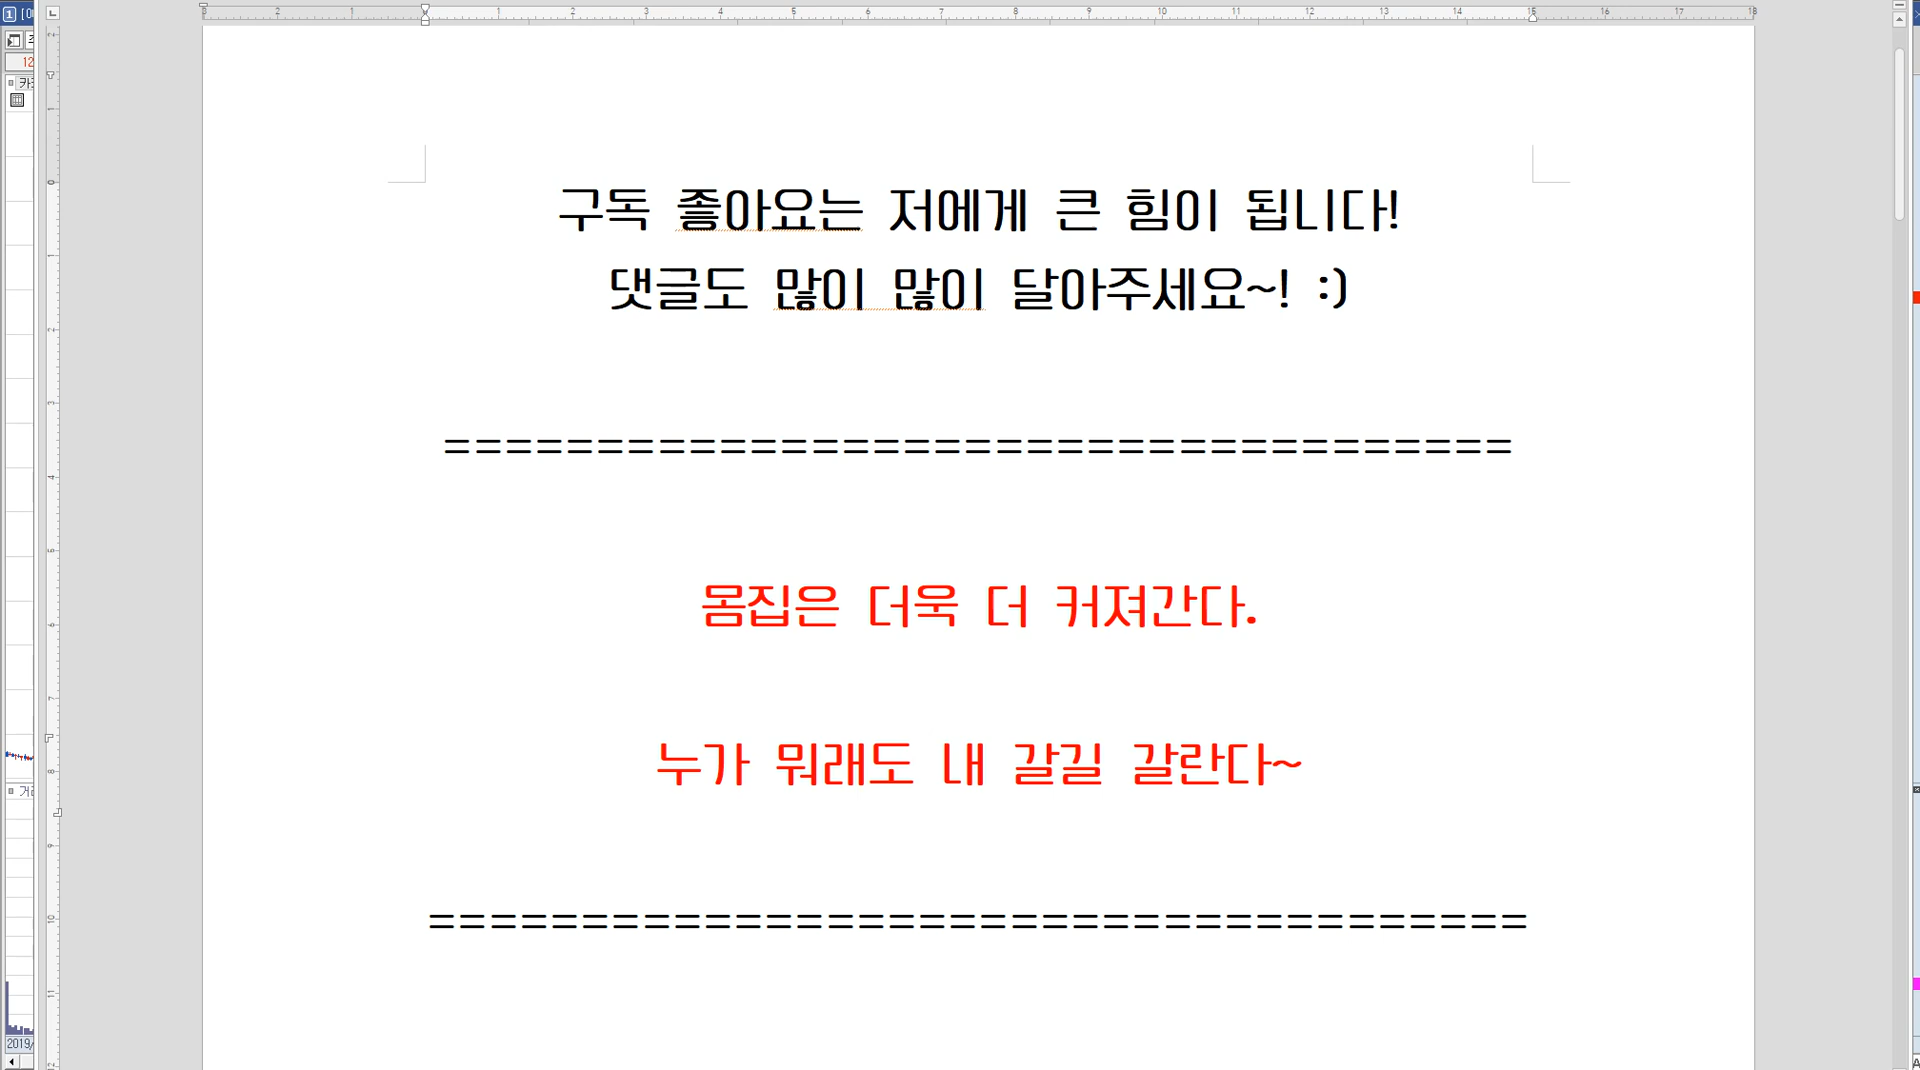 구독 좋아요는 저에게 큰 힘이 됩니다!
댓글도 많이 많이 달아주세요~! :)
===================================
몸집은 더욱 더 커져간다.
누가 뭐래도 내 갈길 갈란다~
====================================
2019/